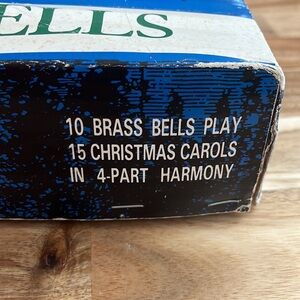 ELLS
10 BRASS BELLS PLAY
15 CHRISTMAS CAROLS
IN 4-PART HARMONY